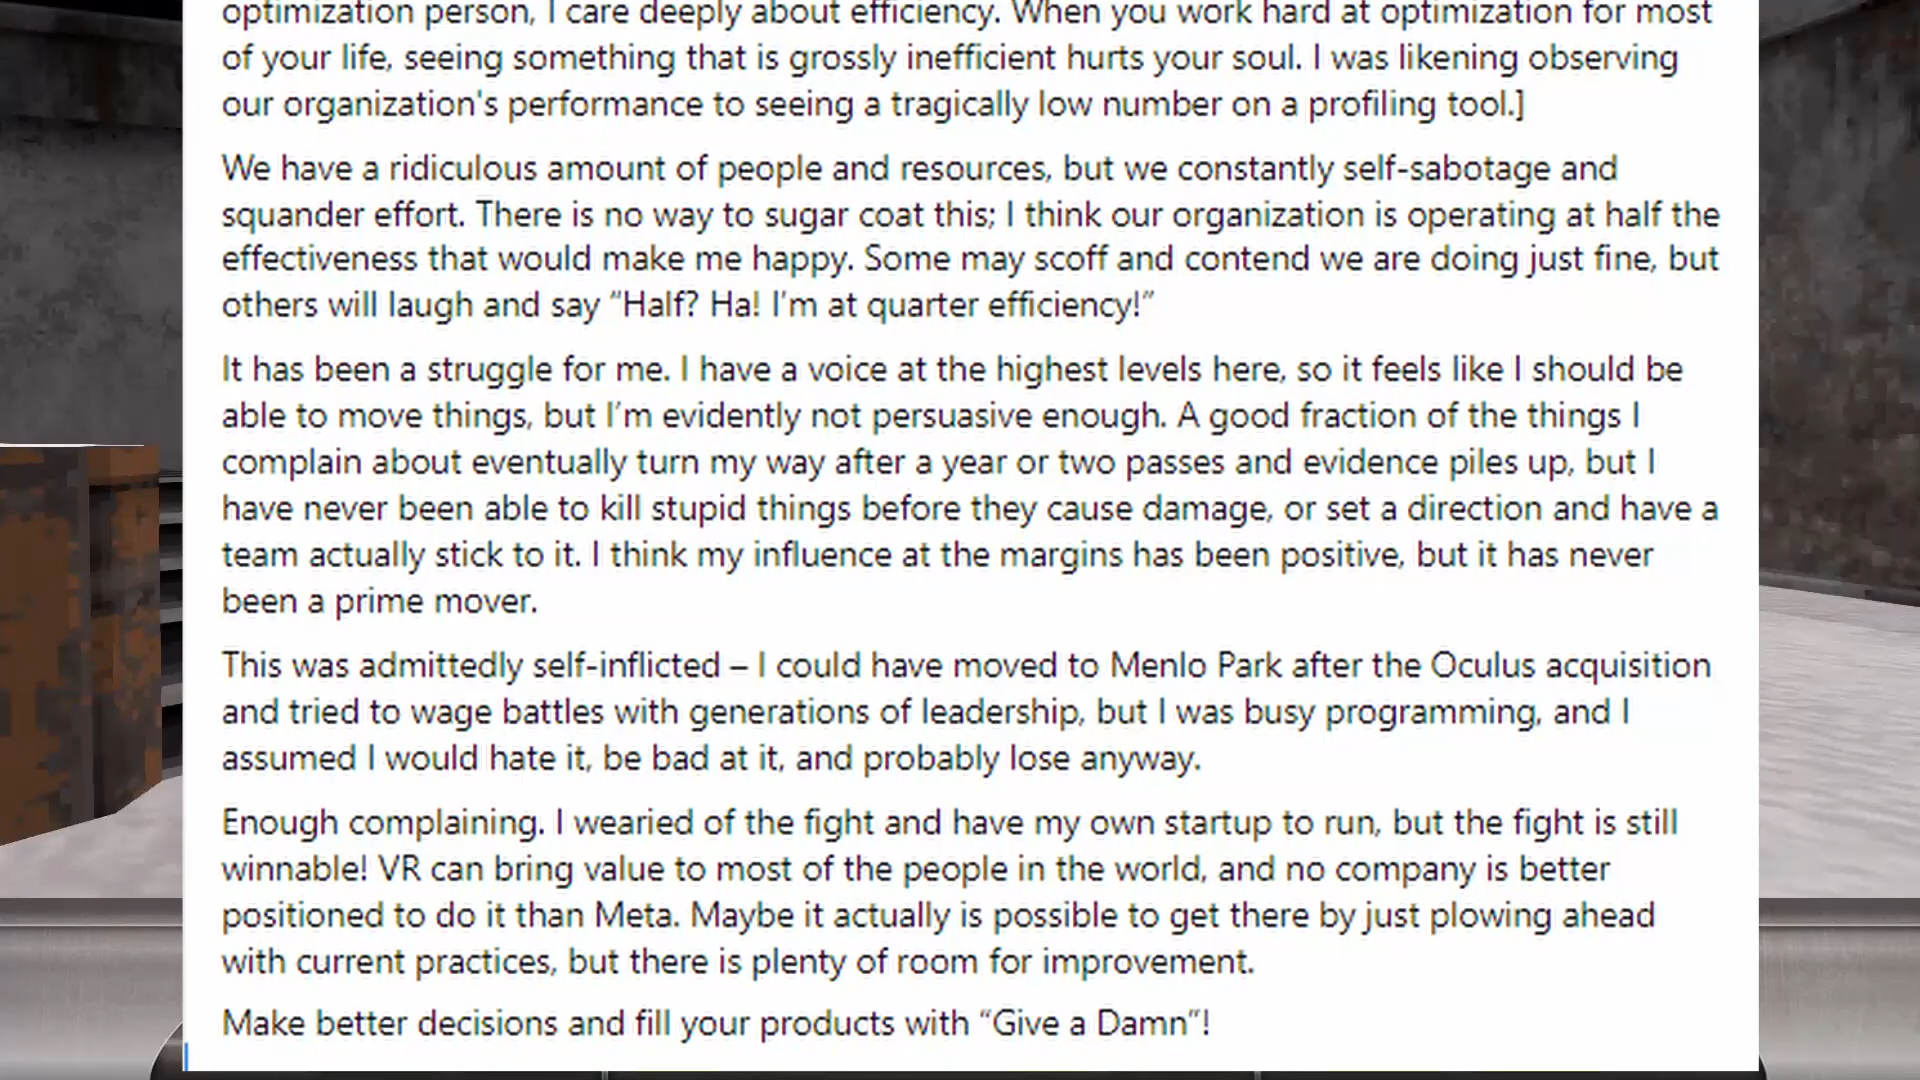 optimization person, I care deeply about efficiency. When you work hard at optimization for most
of your life, seeing something that is grossly inefficient hurts your soul. I was likening observing
our organization's performance to seeing a tragically low number on a profiling tool.]
We have a ridiculous amount of people and resources, but we constantly self-sabotage and
squander effort. There is no way to sugar coat this; I think our organization is operating at half the
effectiveness that would make me happy. Some may scoff and contend we are doing just fine, but
others will laugh and say “Half? Ha! I’m at quarter efficiency!”
It has been a struggle for me. I have a voice at the highest levels here, so it feels like I should be
able to move things, but I’m evidently not persuasive enough. A good fraction of the things I
complain about eventually turn my way after a year or two passes and evidence piles up, but I
have never been able to kill stupid things before they cause damage, or set a direction and have a
team actually stick to it. I think my influence at the margins has been positive, but it has never
been a prime mover.
This was admittedly self-inflicted – I could have moved to Menlo Park after the Oculus acquisition
and tried to wage battles with generations of leadership, but I was busy programming, and I
assumed I would hate it, be bad at it, and probably lose anyway.
Enough complaining. I wearied of the fight and have my own startup to run, but the fight is still
winnable! VR can bring value to most of the people in the world, and no company is better
positioned to do it than Meta. Maybe it actually is possible to get there by just plowing ahead
with current practices, but there is plenty of room for improvement.
Make better decisions and fill your products with “Give a Damn”!